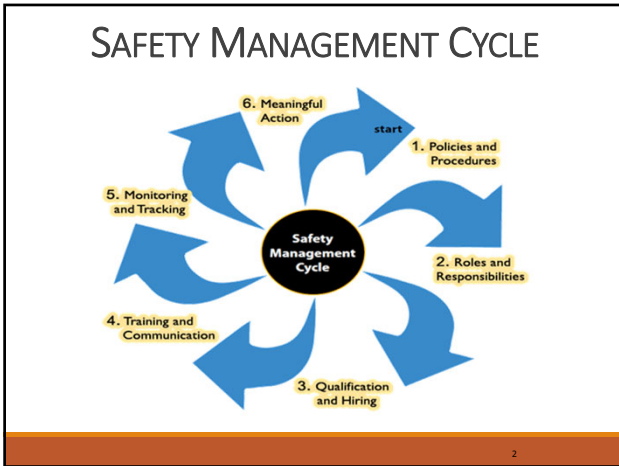 SAFETY MANAGEMENT CYCLE
start
1. Policies and
Procedures
2. Roles and
Responsibilities
3. Qualification
and Hiring
4. Training and
Communication
5. Monitoring
and Tracking
6. Meaningful
Action
Safety
Management
Cycle
2